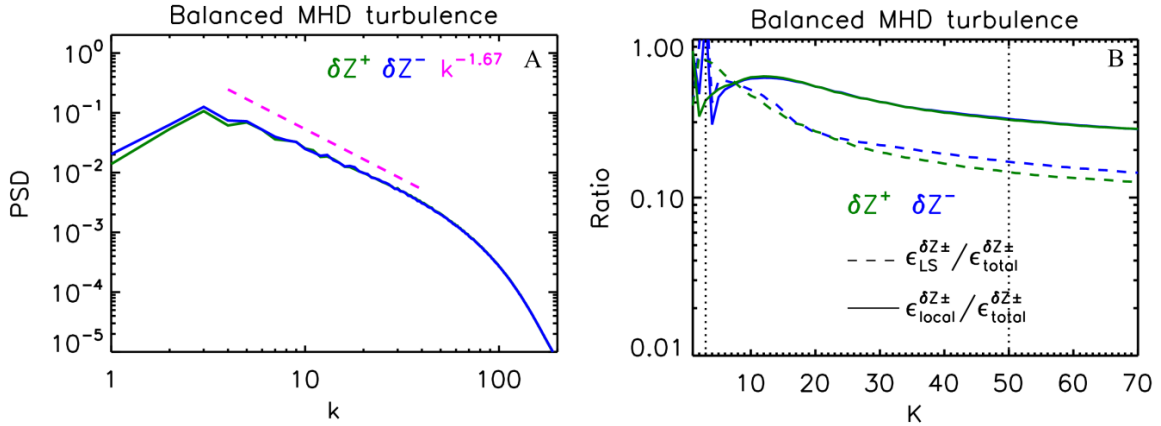 Balanced MHD turbulence
δZ⁺ δZ⁻ k⁻¹·⁶⁷ A
10⁰
10⁻¹
10⁻²
10⁻³
10⁻⁴
10⁻⁵
PSD
1 10 100
k
Balanced MHD turbulence
B
1.00
0.10
0.01
Ratio
δZ⁺ δZ⁻
ϵ_LS^δZ± / ϵ_total^δZ±
ϵ_local^δZ± / ϵ_total^δZ±
10 20 30 40 50 60 70
K